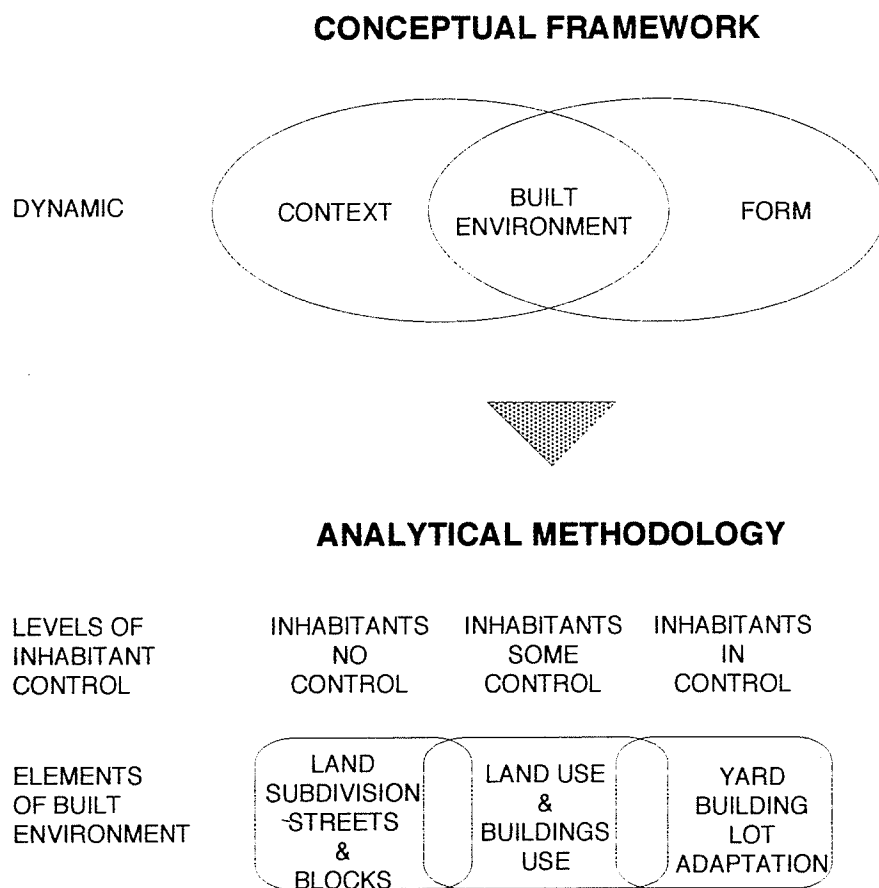 CONCEPTUAL FRAMEWORK
DYNAMIC
CONTEXT
BUILT
ENVIRONMENT
FORM
ANALYTICAL METHODOLOGY
LEVELS OF
INHABITANT
CONTROL
INHABITANTS
NO
CONTROL
INHABITANTS
SOME
CONTROL
INHABITANTS
IN
CONTROL
ELEMENTS
OF BUILT
ENVIRONMENT
LAND
SUBDIVISION
STREETS
&
BLOCKS
LAND USE
&
BUILDINGS
USE
YARD
BUILDING
LOT
ADAPTATION